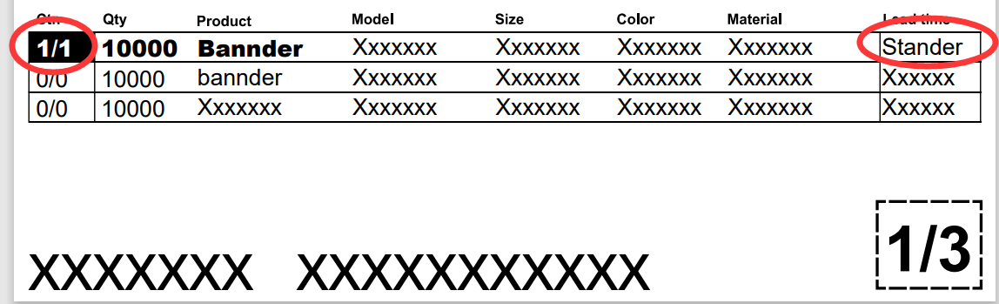 Ctn Qty Product Model Size Color Material Lead time
1/1 10000 Bannder Xxxxxxx Xxxxxxx Xxxxxxx Xxxxxxx Stander
0/0 10000 bannder Xxxxxxx Xxxxxxx Xxxxxxx Xxxxxxx Xxxxxx
0/0 10000 Xxxxxxx Xxxxxxx Xxxxxxx Xxxxxxx Xxxxxxx Xxxxxx
XXXXXXX XXXXXXXXXXX
1/3